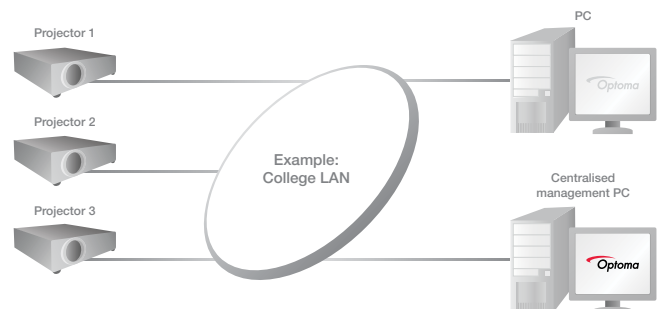 PC
Projector 1
Optoma
Projector 2
Example:
College LAN
Centralised
management PC
Projector 3
Optoma